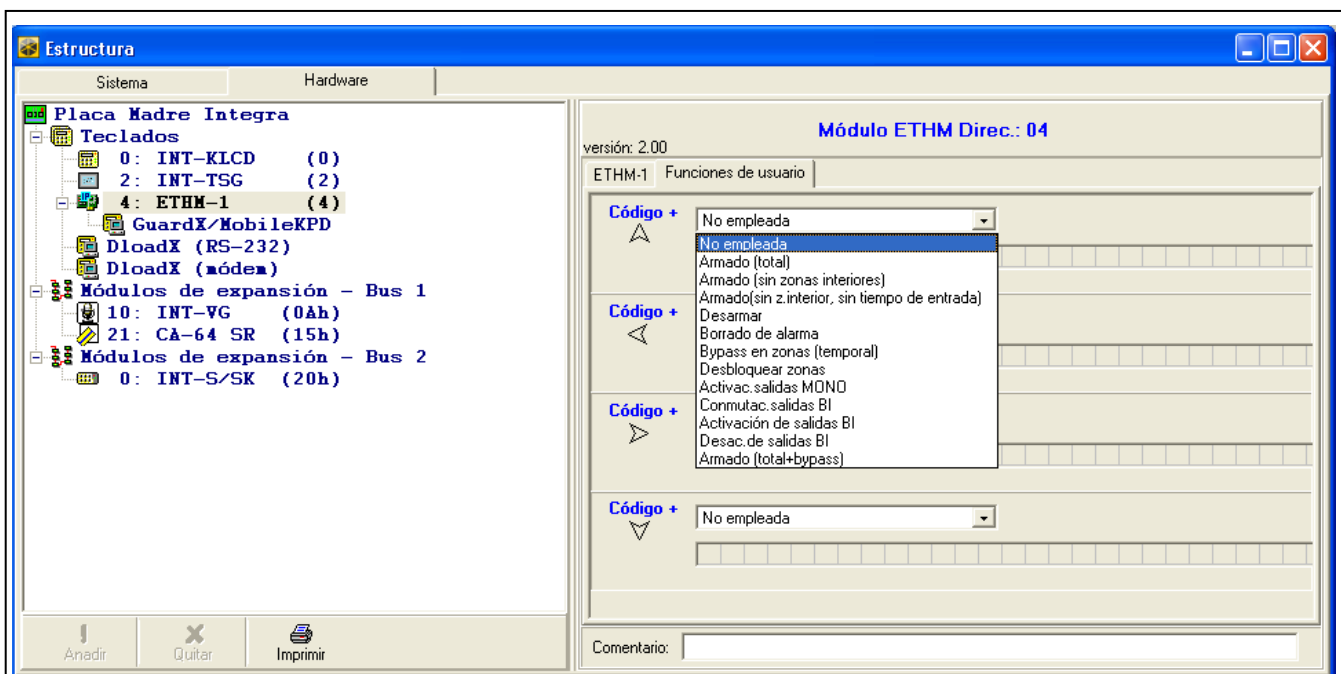 Estructura
Sistema
Hardware
Placa Madre Integra
Teclados
0: INT-KLCD (0)
2: INT-TSG (2)
4: ETHM-1 (4)
GuardX/MobileKPD
DloadX (RS-232)
DloadX (módem)
Módulos de expansión - Bus 1
10: INT-VG (0Ah)
21: CA-64 SR (15h)
Módulos de expansión - Bus 2
0: INT-S/SK (20h)
Anadir
Quitar
Imprimir
Módulo ETHM Direc.: 04
versión: 2.00
ETHM-1
Funciones de usuario
Código +
No empleada
No empleada
Armado (total)
Armado (sin zonas interiores)
Armado(sin z.interior, sin tiempo de entrada)
Desarmar
Borrado de alarma
Bypass en zonas (temporal)
Desbloquear zonas
Activac.salidas MONO
Conmutac.salidas BI
Activación de salidas BI
Desac.de salidas BI
Armado (total+bypass)
Código +
Código +
Código +
No empleada
Comentario: